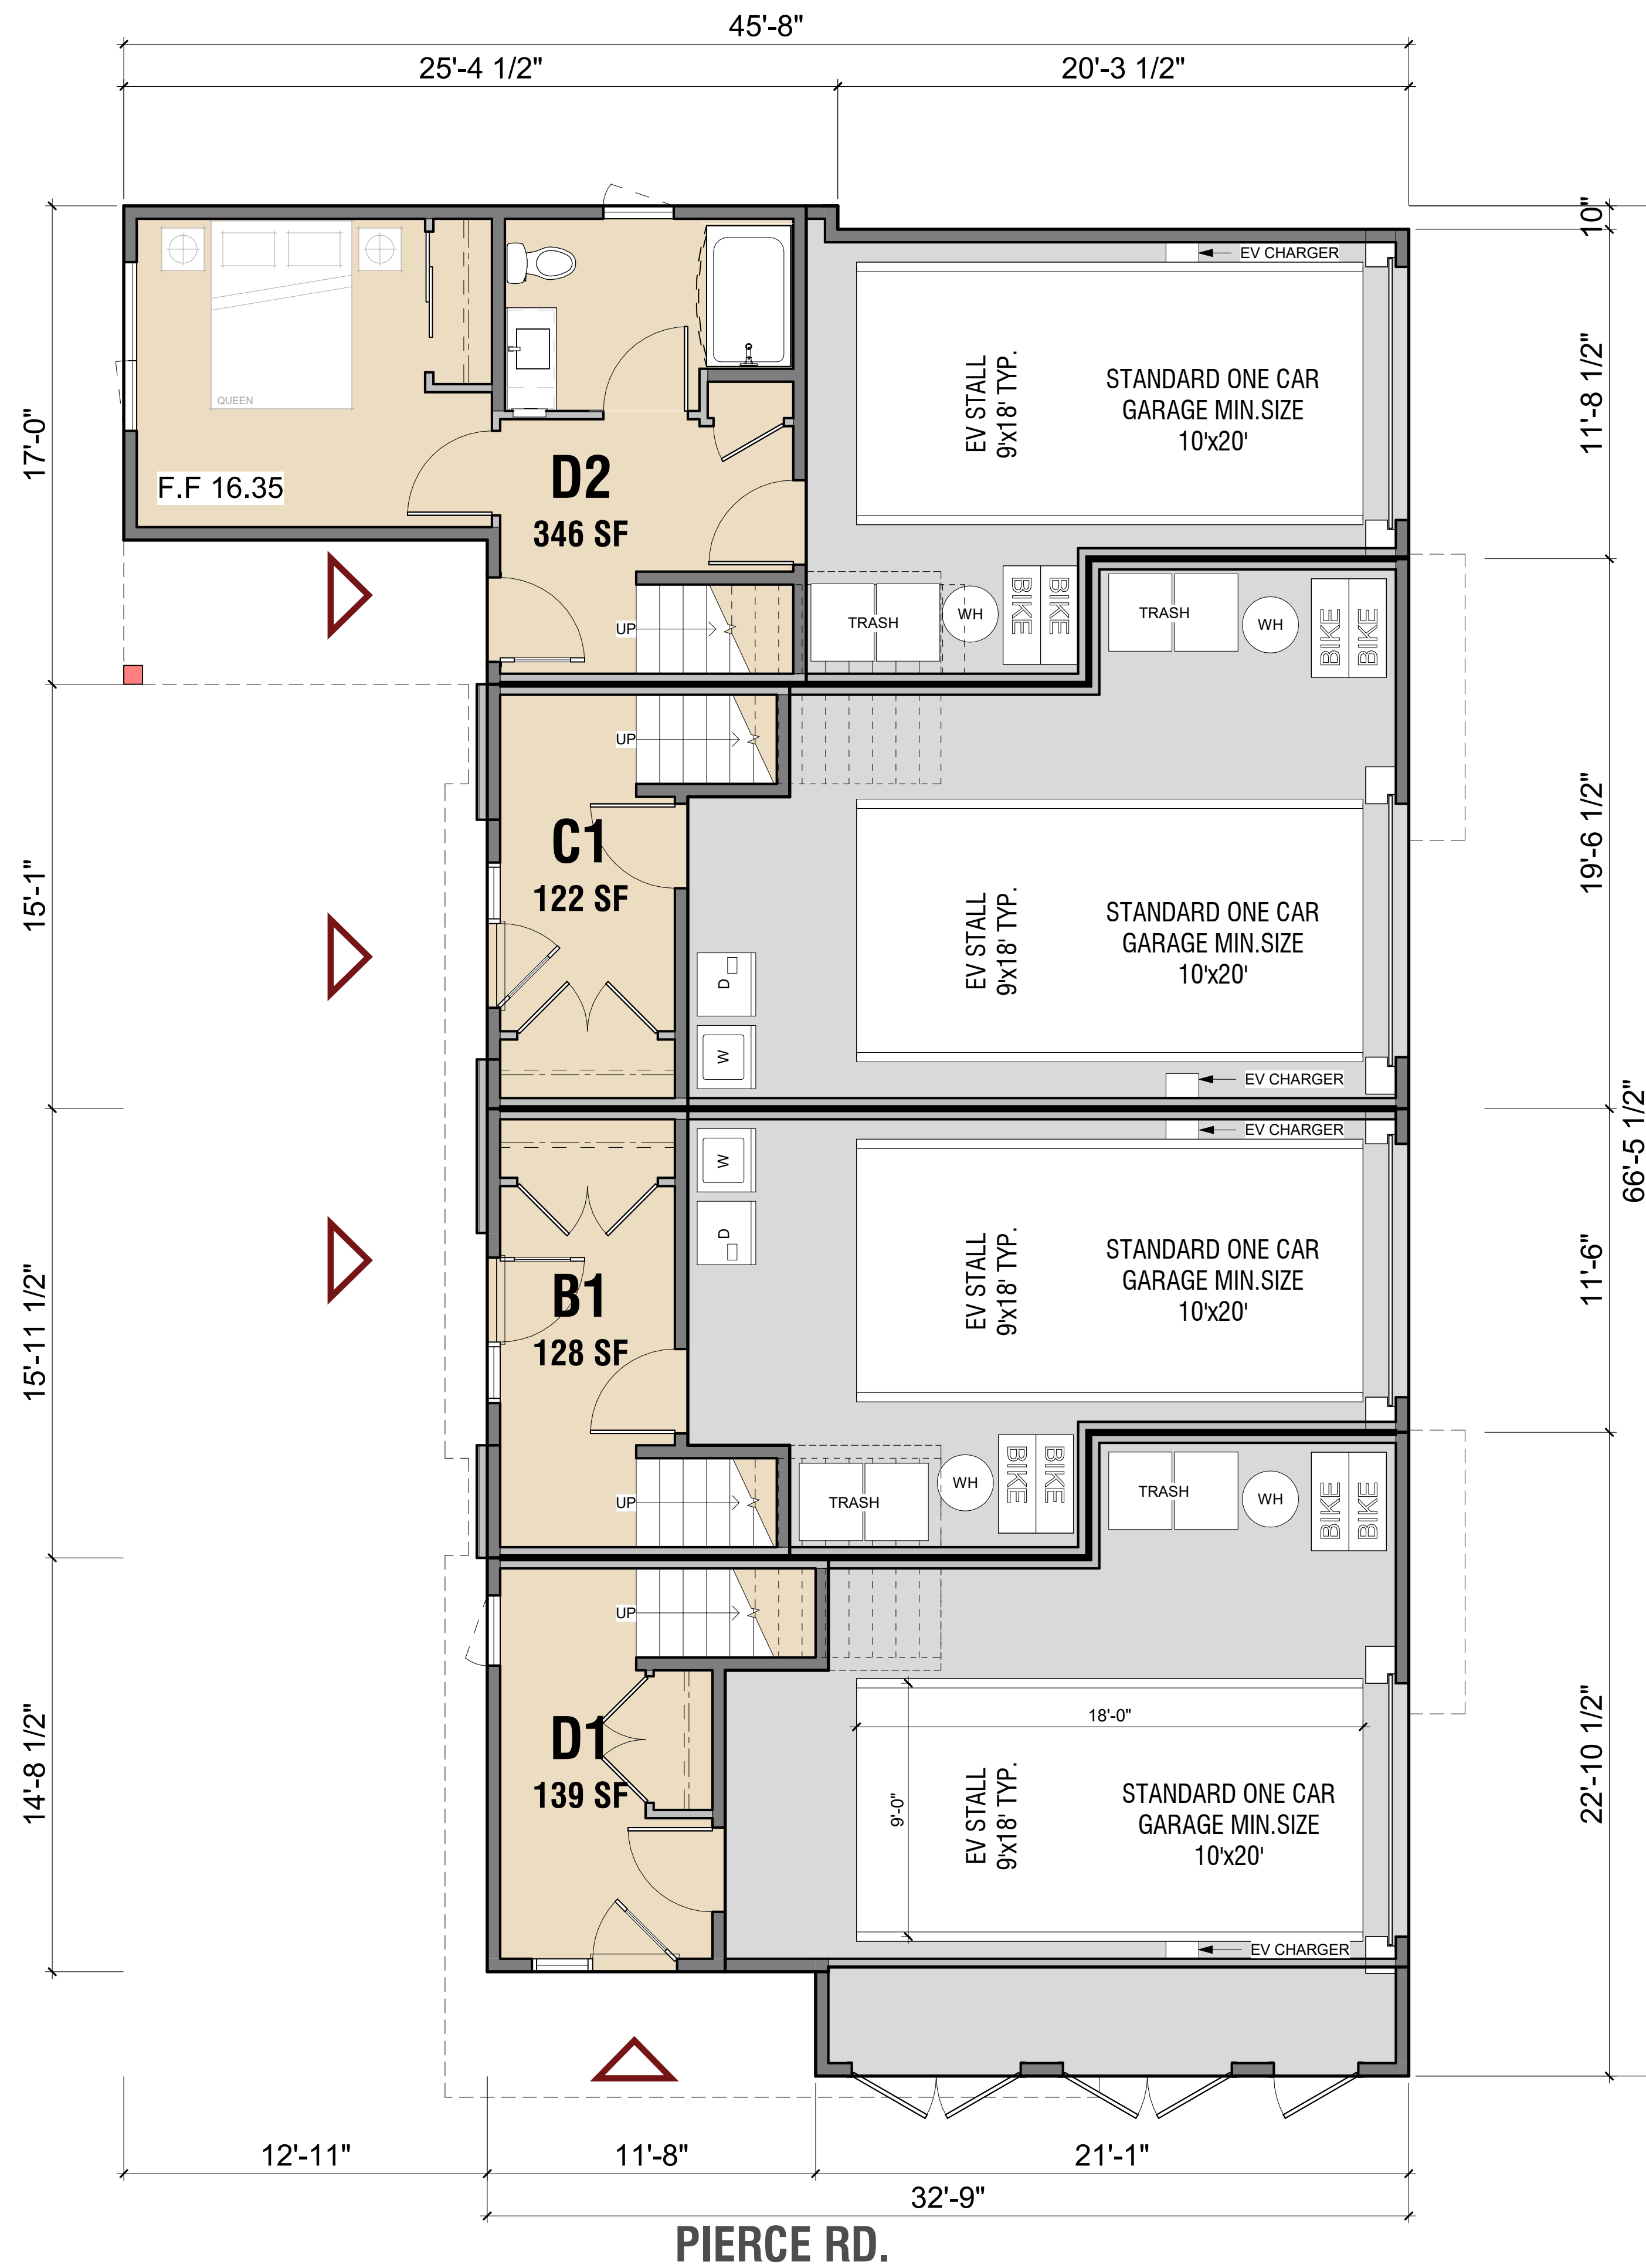 45'-8"
25'-4 1/2"
20'-3 1/2"
10"
EV CHARGER
EV STALL
9'x18' TYP.
STANDARD ONE CAR
GARAGE MIN.SIZE
10'x20'
11'-8 1/2"
QUEEN
17'-0"
F.F 16.35
D2
346 SF
UP
TRASH
WH
BIKE
BIKE
TRASH
WH
BIKE
BIKE
UP
C1
122 SF
15'-1"
EV STALL
9'x18' TYP.
STANDARD ONE CAR
GARAGE MIN.SIZE
10'x20'
19'-6 1/2"
D
W
EV CHARGER
66'-5 1/2"
EV CHARGER
W
D
B1
128 SF
15'-11 1/2"
EV STALL
9'x18' TYP.
STANDARD ONE CAR
GARAGE MIN.SIZE
10'x20'
11'-6"
UP
TRASH
WH
BIKE
BIKE
TRASH
WH
BIKE
BIKE
UP
D1
139 SF
14'-8 1/2"
18'-0"
9'-0"
EV STALL
9'x18' TYP.
STANDARD ONE CAR
GARAGE MIN.SIZE
10'x20'
22'-10 1/2"
EV CHARGER
12'-11"
11'-8"
21'-1"
32'-9"
PIERCE RD.